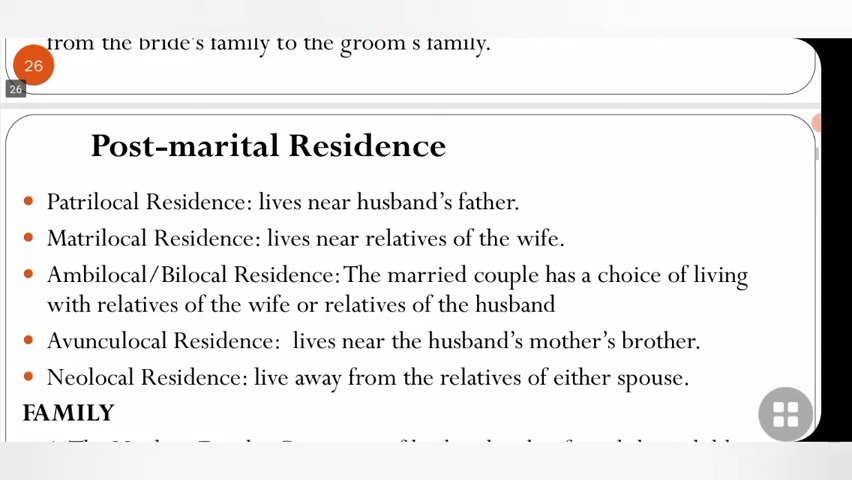 from the bride's family to the groom's family.
26
26
Post-marital Residence
Patrilocal Residence: lives near husband's father.
Matrilocal Residence: lives near relatives of the wife.
Ambilocal/Bilocal Residence: The married couple has a choice of living
with relatives of the wife or relatives of the husband
Avunculocal Residence:  lives near the husband's mother's brother.
Neolocal Residence: live away from the relatives of either spouse.
FAMILY